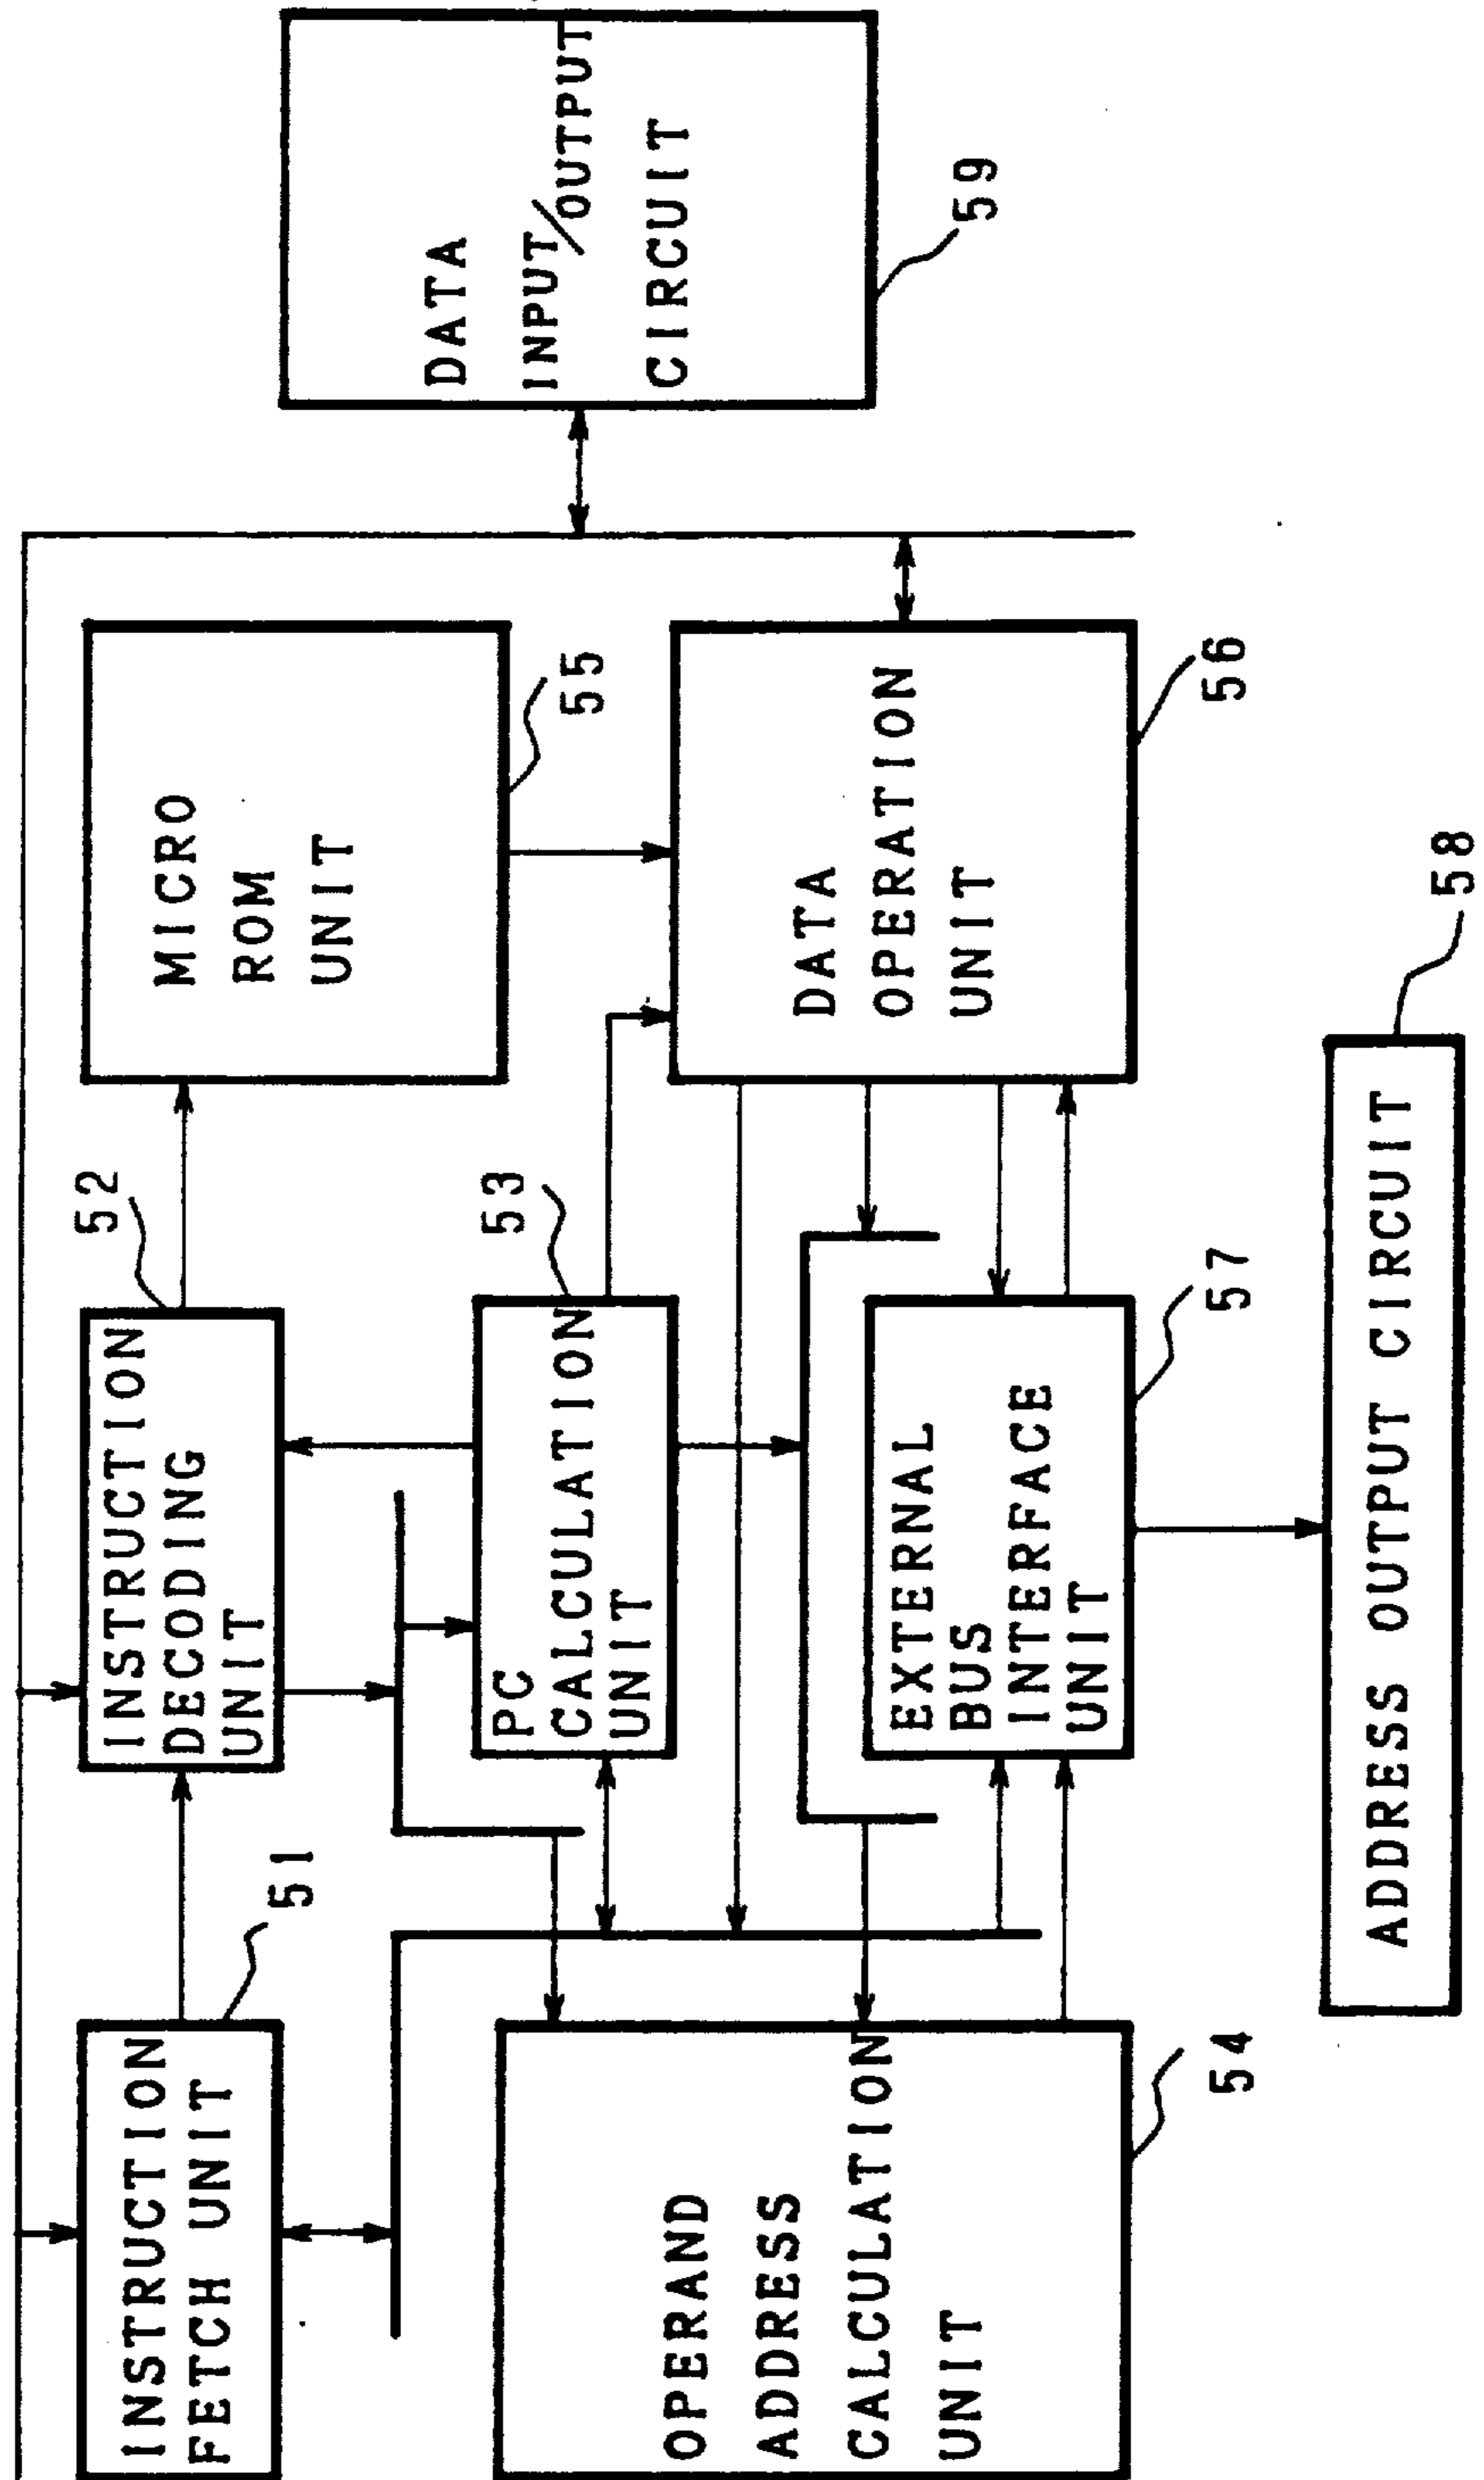 INSTRUCTION
FETCH UNIT
51
INSTRUCTION
DECODING
UNIT
52
MICRO
ROM
UNIT
55
DATA
INPUT/OUTPUT
CIRCUIT
59
OPERAND
ADDRESS
CALCULATION
UNIT
54
PC
CALCULATION
UNIT
53
EXTERNAL
BUS
INTERFACE
UNIT
57
DATA
OPERATION
UNIT
56
ADDRESS OUTPUT CIRCUIT
58